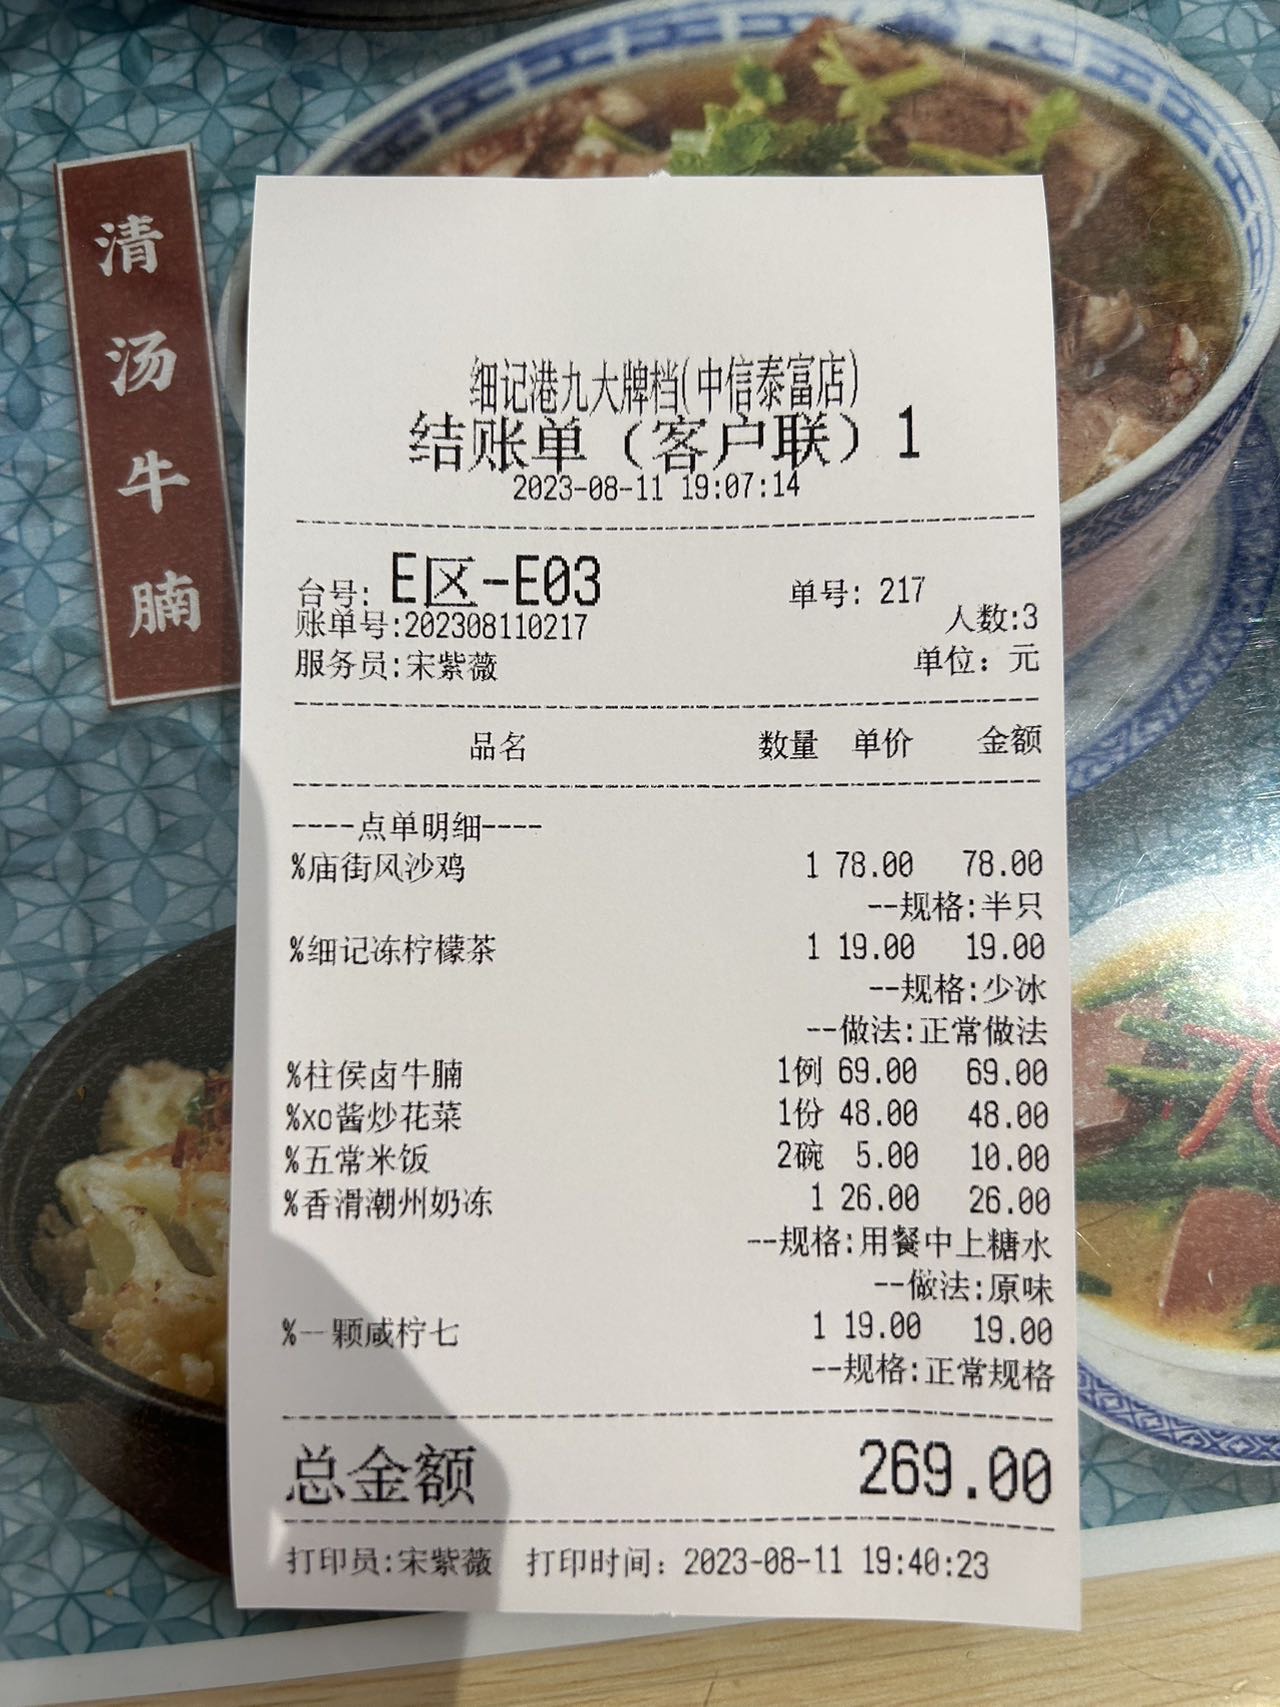 清汤牛腩
细记港九大牌档(中信泰富店)
结账单（客户联）1
2023-08-11 19:07:14
台号: E区-E03 单号: 217
账单号:202308110217 人数:3
服务员:宋紫薇 单位: 元
品名 数量 单价 金额
----点单明细----
%庙街风沙鸡 1 78.00 78.00
--规格:半只
%细记冻柠檬茶 1 19.00 19.00
--规格:少冰
--做法:正常做法
%柱侯卤牛腩 1例 69.00 69.00
%xo酱炒花菜 1份 48.00 48.00
%五常米饭 2碗 5.00 10.00
%香滑潮州奶冻 1 26.00 26.00
--规格:用餐中上糖水
--做法:原味
%一颗咸柠七 1 19.00 19.00
--规格:正常规格
总金额 269.00
打印员:宋紫薇 打印时间: 2023-08-11 19:40:23